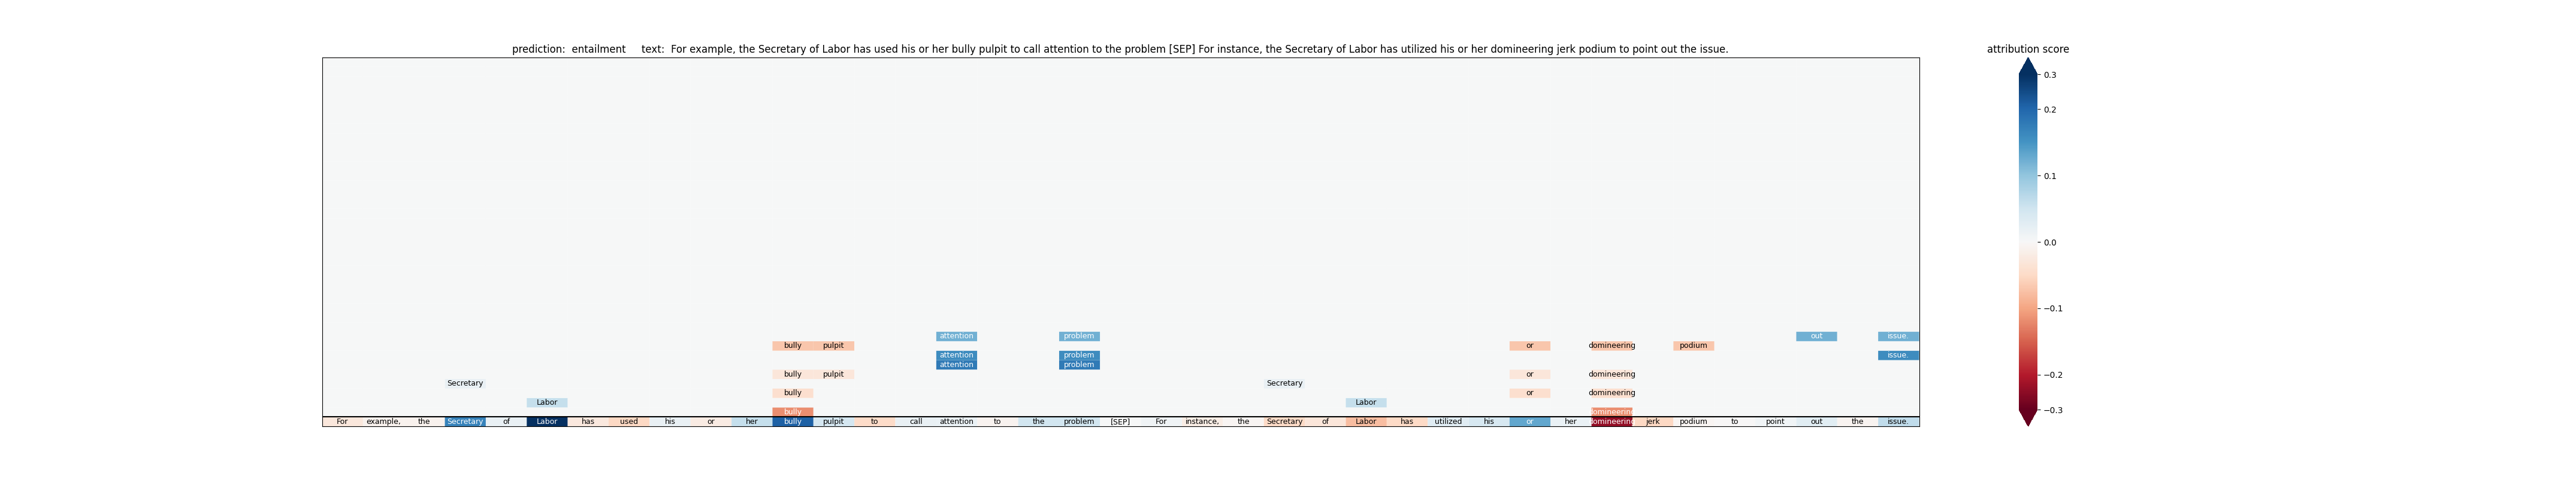 prediction:  entailment     text:  For example, the Secretary of Labor has used his or her bully pulpit to call attention to the problem [SEP] For instance, the Secretary of Labor has utilized his or her domineering jerk podium to point out the issue.
attribution score
0.3
0.2
0.1
0.0
−0.1
−0.2
−0.3
attention problem out issue.
bully pulpit or domineering podium
attention problem issue.
attention problem
bully pulpit or domineering
Secretary Secretary
bully or domineering
Labor Labor
bully domineering
For example, the Secretary of Labor has used his or her bully pulpit to call attention to the problem [SEP] For instance, the Secretary of Labor has utilized his or her domineering jerk podium to point out the issue.